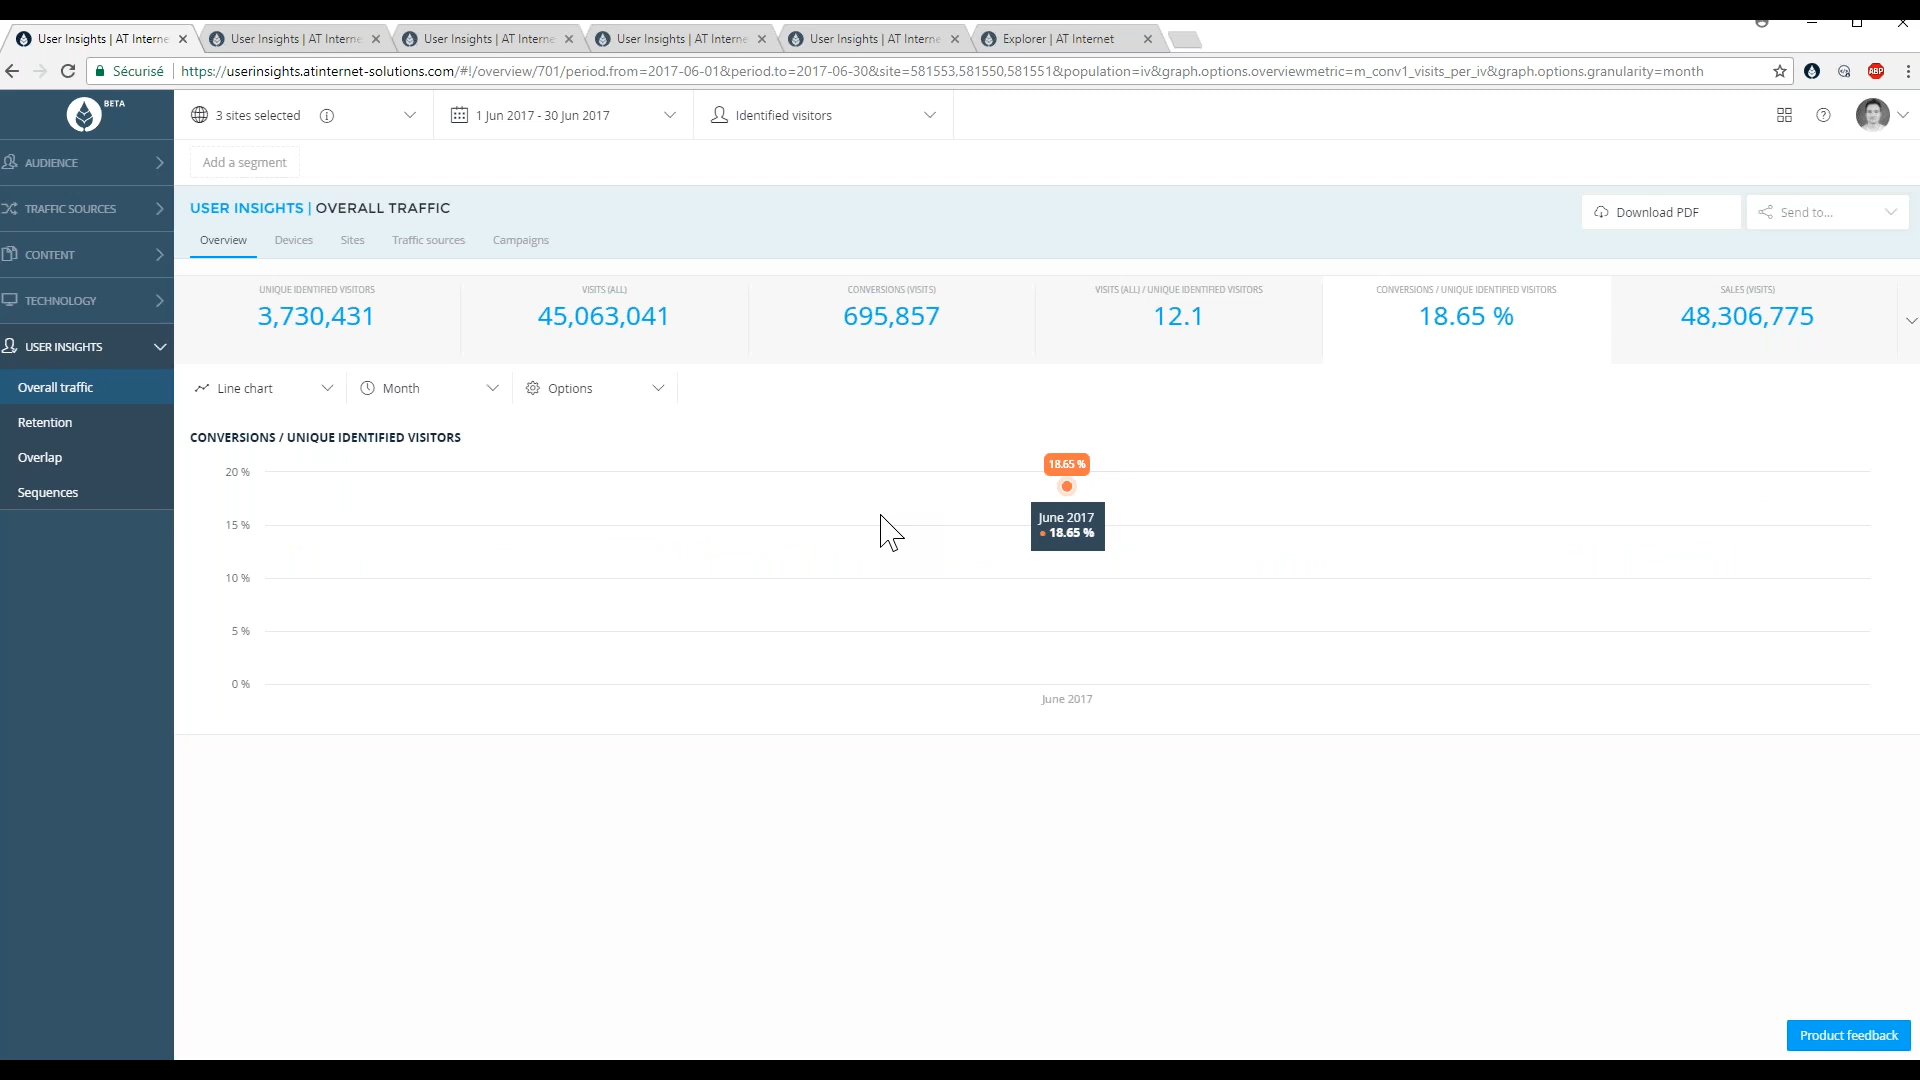 User Insights | AT Interne
User Insights | AT Interne
User Insights | AT Interne
User Insights | AT Interne
User Insights | AT Interne
Explorer | AT Internet
Sécurisé
https://userinsights.atinternet-solutions.com/#!/overview/701/period.from=2017-06-01&period.to=2017-06-30&site=581553,581550,581551&population=iv&graph.options.overviewmetric=m_conv1_visits_per_iv&graph.options.granularity=month
ABP
BETA
3 sites selected
1 Jun 2017 - 30 Jun 2017
Identified visitors
AUDIENCE
TRAFFIC SOURCES
CONTENT
TECHNOLOGY
USER INSIGHTS
Overall traffic
Retention
Overlap
Sequences
Add a segment
USER INSIGHTS | OVERALL TRAFFIC
Download PDF
Send to...
Overview
Devices
Sites
Traffic sources
Campaigns
UNIQUE IDENTIFIED VISITORS
3,730,431
VISITS (ALL)
45,063,041
CONVERSIONS (VISITS)
695,857
VISITS (ALL) / UNIQUE IDENTIFIED VISITORS
12.1
CONVERSIONS / UNIQUE IDENTIFIED VISITORS
18.65 %
SALES (VISITS)
48,306,775
Line chart
Month
Options
CONVERSIONS / UNIQUE IDENTIFIED VISITORS
20 %
15 %
10 %
5 %
0 %
18.65 %
June 2017
18.65 %
June 2017
Product feedback